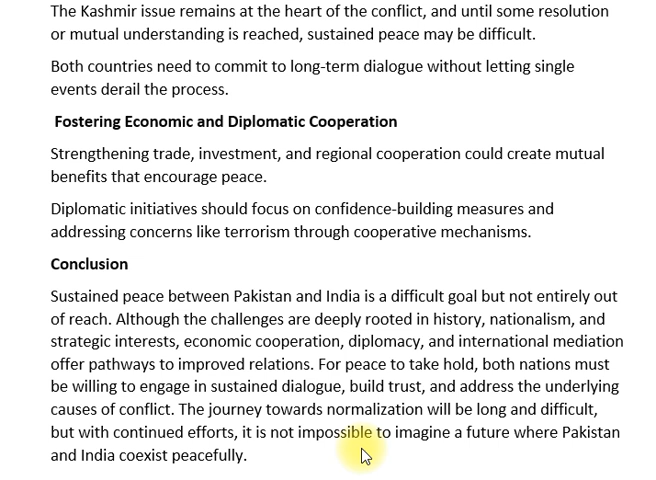 The Kashmir issue remains at the heart of the conflict, and until some resolution
or mutual understanding is reached, sustained peace may be difficult.
Both countries need to commit to long-term dialogue without letting single
events derail the process.
Fostering Economic and Diplomatic Cooperation
Strengthening trade, investment, and regional cooperation could create mutual
benefits that encourage peace.
Diplomatic initiatives should focus on confidence-building measures and
addressing concerns like terrorism through cooperative mechanisms.
Conclusion
Sustained peace between Pakistan and India is a difficult goal but not entirely out
of reach. Although the challenges are deeply rooted in history, nationalism, and
strategic interests, economic cooperation, diplomacy, and international mediation
offer pathways to improved relations. For peace to take hold, both nations must
be willing to engage in sustained dialogue, build trust, and address the underlying
causes of conflict. The journey towards normalization will be long and difficult,
but with continued efforts, it is not impossible to imagine a future where Pakistan
and India coexist peacefully.